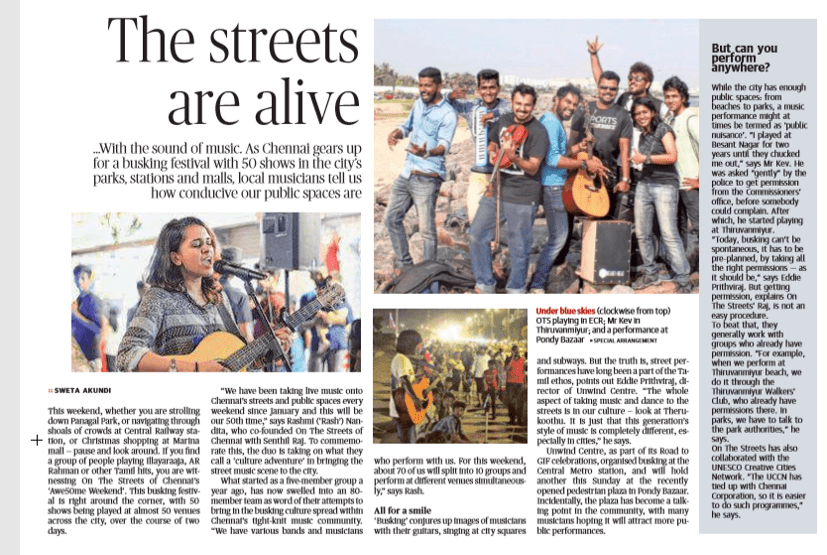 The streets
are alive
...With the sound of music. As Chennai gears up
for a busking festival with 50 shows in the city's
parks, stations and malls, local musicians tell us
how conducive our public spaces are
SWETA AKUNDI
This weekend, whether you are strolling
down Panagal Park, or navigating through
shoals of crowds at Central Railway sta-
tion, or Christmas shopping at Marina
mall – pause and look around. If you find
a group of people playing Illayaraaja, AR
Rahman or other Tamil hits, you are wit-
nessing On The Streets of Chennai's
'Awe50me Weekend'. This busking festiv-
al is right around the corner, with 50
shows being played at almost 50 venues
across the city, over the course of two
days.
"We have been taking live music onto
Chennai's streets and public spaces every
weekend since January and this will be
our 50th time," says Rashmi ('Rash') Nan-
dita, who co-founded On The Streets of
Chennai with Senthil Raj. To commemo-
rate this, the duo is taking on what they
call a 'culture adventure' in bringing the
street music scene to the city.
What started as a five-member group a
year ago, has now swelled into an 80-
member team as word of their attempts to
bring in the busking culture spread within
Chennai's tight-knit music community.
"We have various bands and musicians
who perform with us. For this weekend,
about 70 of us will split into 10 groups and
perform at different venues simultaneous-
ly," says Rash.
All for a smile
'Busking' conjures up images of musicians
with their guitars, singing at city squares
Under blue skies (clockwise from top)
OTS playing in ECR; Mr Kev in
Thiruvanmiyur; and a performance at
Pondy Bazaar • SPECIAL ARRANGEMENT
and subways. But the truth is, street per-
formances have long been a part of the Ta-
mil ethos, points out Eddie Prithviraj, di-
rector of Unwind Centre. "The whole
aspect of taking music and dance to the
streets is in our culture – look at Theru-
koothu. It is just that this generation's
style of music is completely different, es-
pecially in cities," he says.
Unwind Centre, as part of its Road to
GIF celebrations, organised busking at the
Central Metro station, and will hold
another this Sunday at the recently
opened pedestrian plaza in Pondy Bazaar.
Incidentally, the plaza has become a talk-
ing point in the community, with many
musicians hoping it will attract more pu-
blic performances.
But can you
perform
anywhere?
While the city has enough
public spaces: from
beaches to parks, a music
performance might at
times be termed as 'public
nuisance'. "I played at
Besant Nagar for two
years until they chucked
me out," says Mr Kev. He
was asked "gently" by the
police to get permission
from the Commissioners'
office, before somebody
could complain. After
which, he started playing
at Thiruvanmiyur.
"Today, busking can't be
spontaneous, it has to be
pre-planned, by taking all
the right permissions – as
it should be," says Eddie
Prithviraj. But getting
permission, explains On
The Streets' Raj, is not an
easy procedure.
To beat that, they
generally work with
groups who already have
permission. "For example,
when we perform at
Thiruvanmiyur beach, we
do it through the
Thiruvanmiyur Walkers'
Club, who already have
permissions there. In
parks, we have to talk to
the park authorities," he
says.
On The Streets has also
collaborated with the
UNESCO Creative Cities
Network. "The UCCN has
tied up with Chennai
Corporation, so it is easier
to do such programmes,"
he says.
PORTS